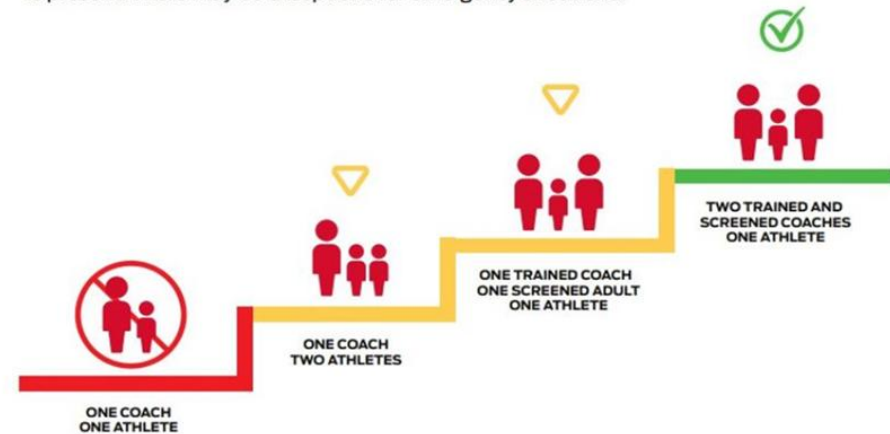 ONE COACH
ONE ATHLETE
ONE COACH
TWO ATHLETES
ONE TRAINED COACH
ONE SCREENED ADULT
ONE ATHLETE
TWO TRAINED AND
SCREENED COACHES
ONE ATHLETE